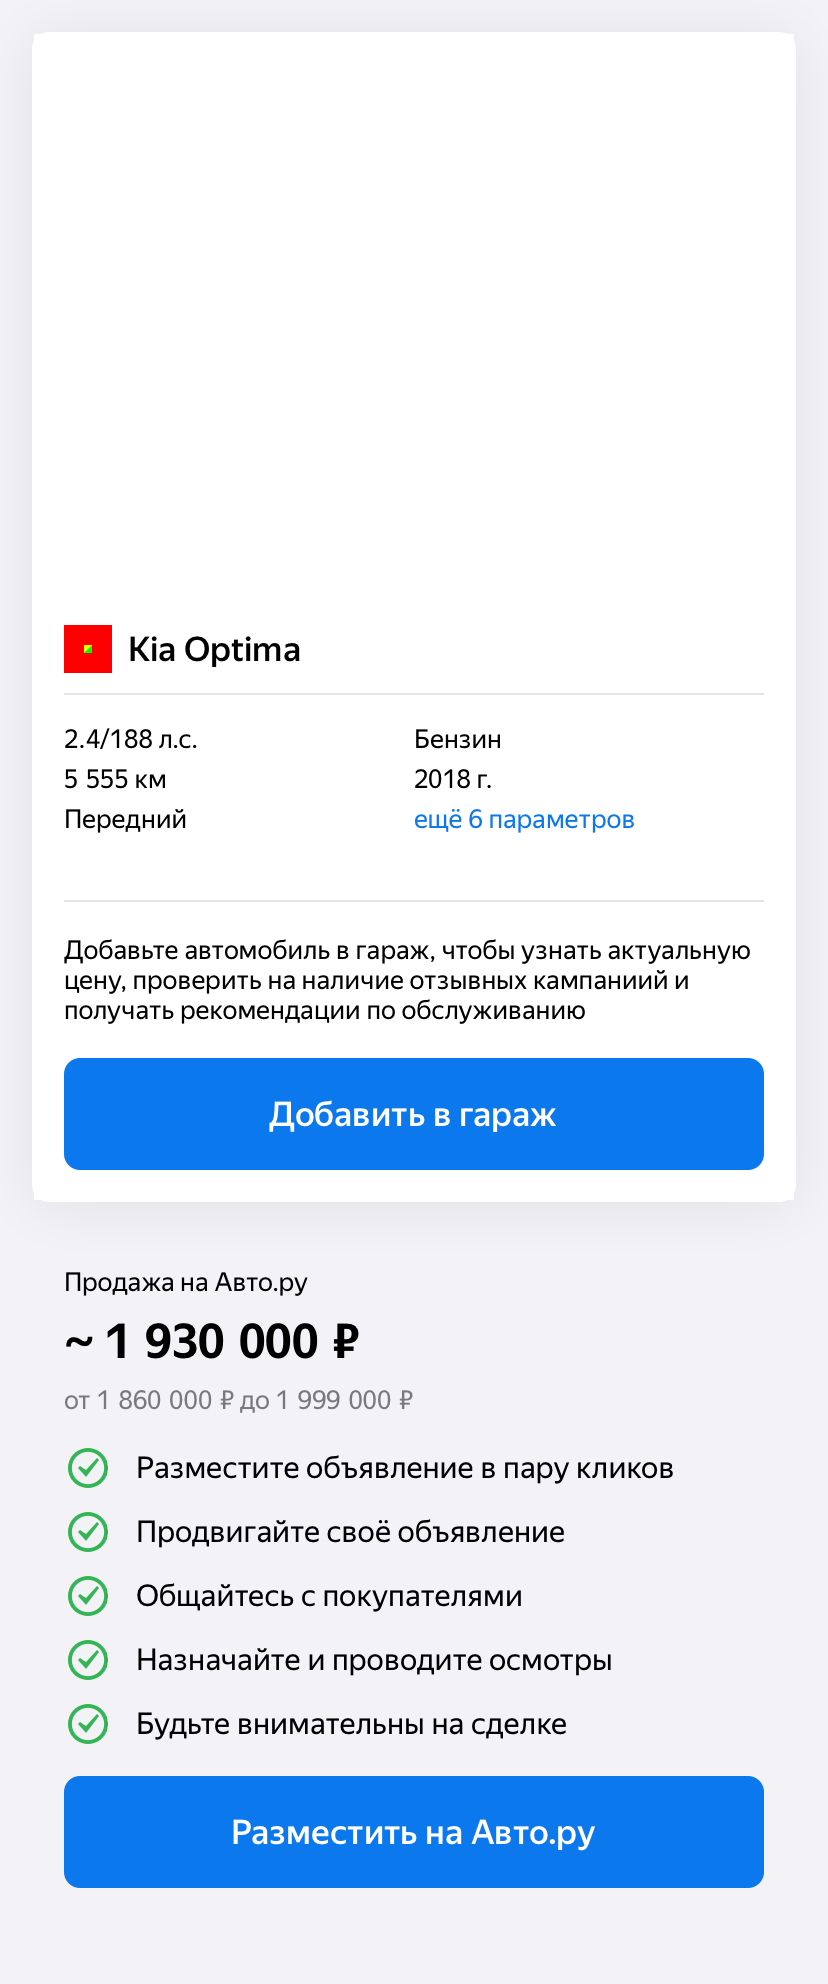 Kia Optima
2.4/188 л.с.
Бензин
5 555 км
2018 г.
Передний
ещё 6 параметров
Добавьте автомобиль в гараж, чтобы узнать актуальную
цену, проверить на наличие отзывных кампаниий и
получать рекомендации по обслуживанию
Добавить в гараж
Продажа на Авто.ру
~ 1 930 000 ₽
от 1 860 000 ₽ до 1 999 000 ₽
Разместите объявление в пару кликов
Продвигайте своё объявление
Общайтесь с покупателями
Назначайте и проводите осмотры
Будьте внимательны на сделке
Разместить на Авто.ру